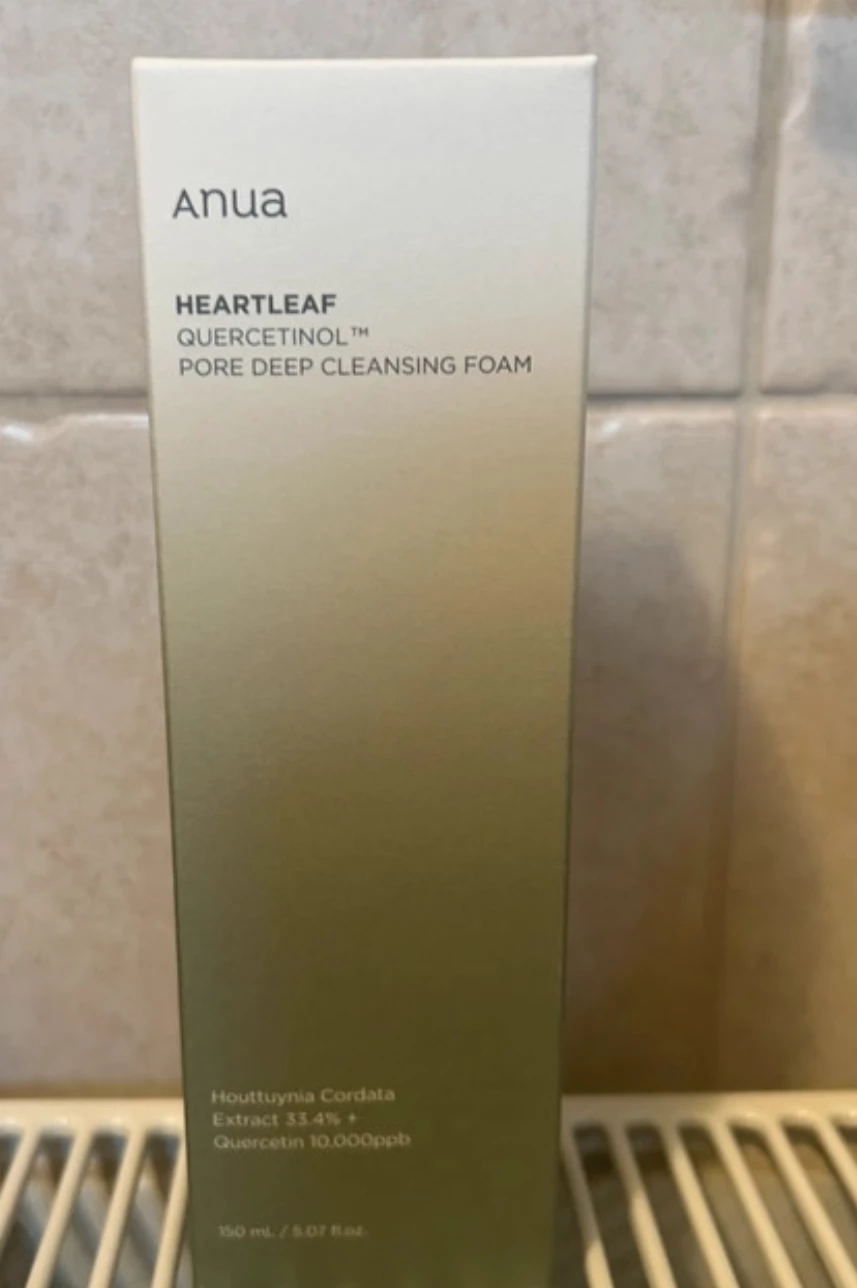 Anua
HEARTLEAF
QUERCETINOL™
PORE DEEP CLEANSING FOAM
Houttuynia Cordata
Extract 33.4% +
Quercetin 10,000ppb
150 mL / 5.07 fl.oz.